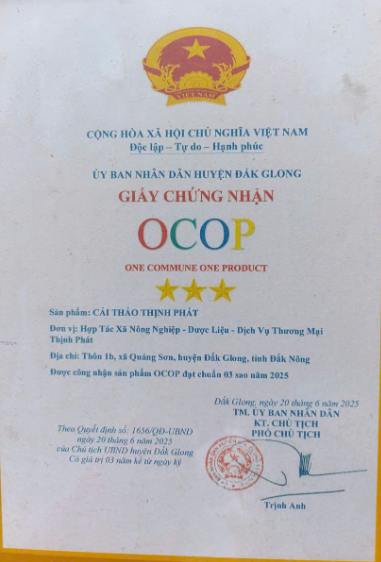 VIỆT NAM
CỘNG HÒA XÃ HỘI CHỦ NGHĨA VIỆT NAM
Độc lập – Tự do – Hạnh phúc
ỦY BAN NHÂN DÂN HUYỆN ĐẮK GLONG
GIẤY CHỨNG NHẬN
OCOP
ONE COMMUNE ONE PRODUCT
Sản phẩm: CẢI THẢO THỊNH PHÁT
Đơn vị: Hợp Tác Xã Nông Nghiệp - Dược Liệu - Dịch Vụ Thương Mại
Thịnh Phát
Địa chỉ: Thôn 1b, xã Quảng Sơn, huyện Đắk Glong, tỉnh Đắk Nông
Được công nhận sản phẩm OCOP đạt chuẩn 03 sao năm 2025
Đắk Glong, ngày 20 tháng 6 năm 2025
TM. ỦY BAN NHÂN DÂN
KT. CHỦ TỊCH
PHÓ CHỦ TỊCH
Theo Quyết định số: 1656/QĐ-UBND
ngày 20 tháng 6 năm 2025
của Chủ tịch UBND huyện Đắk Glong
Có giá trị 03 năm kể từ ngày ký
Trịnh Anh